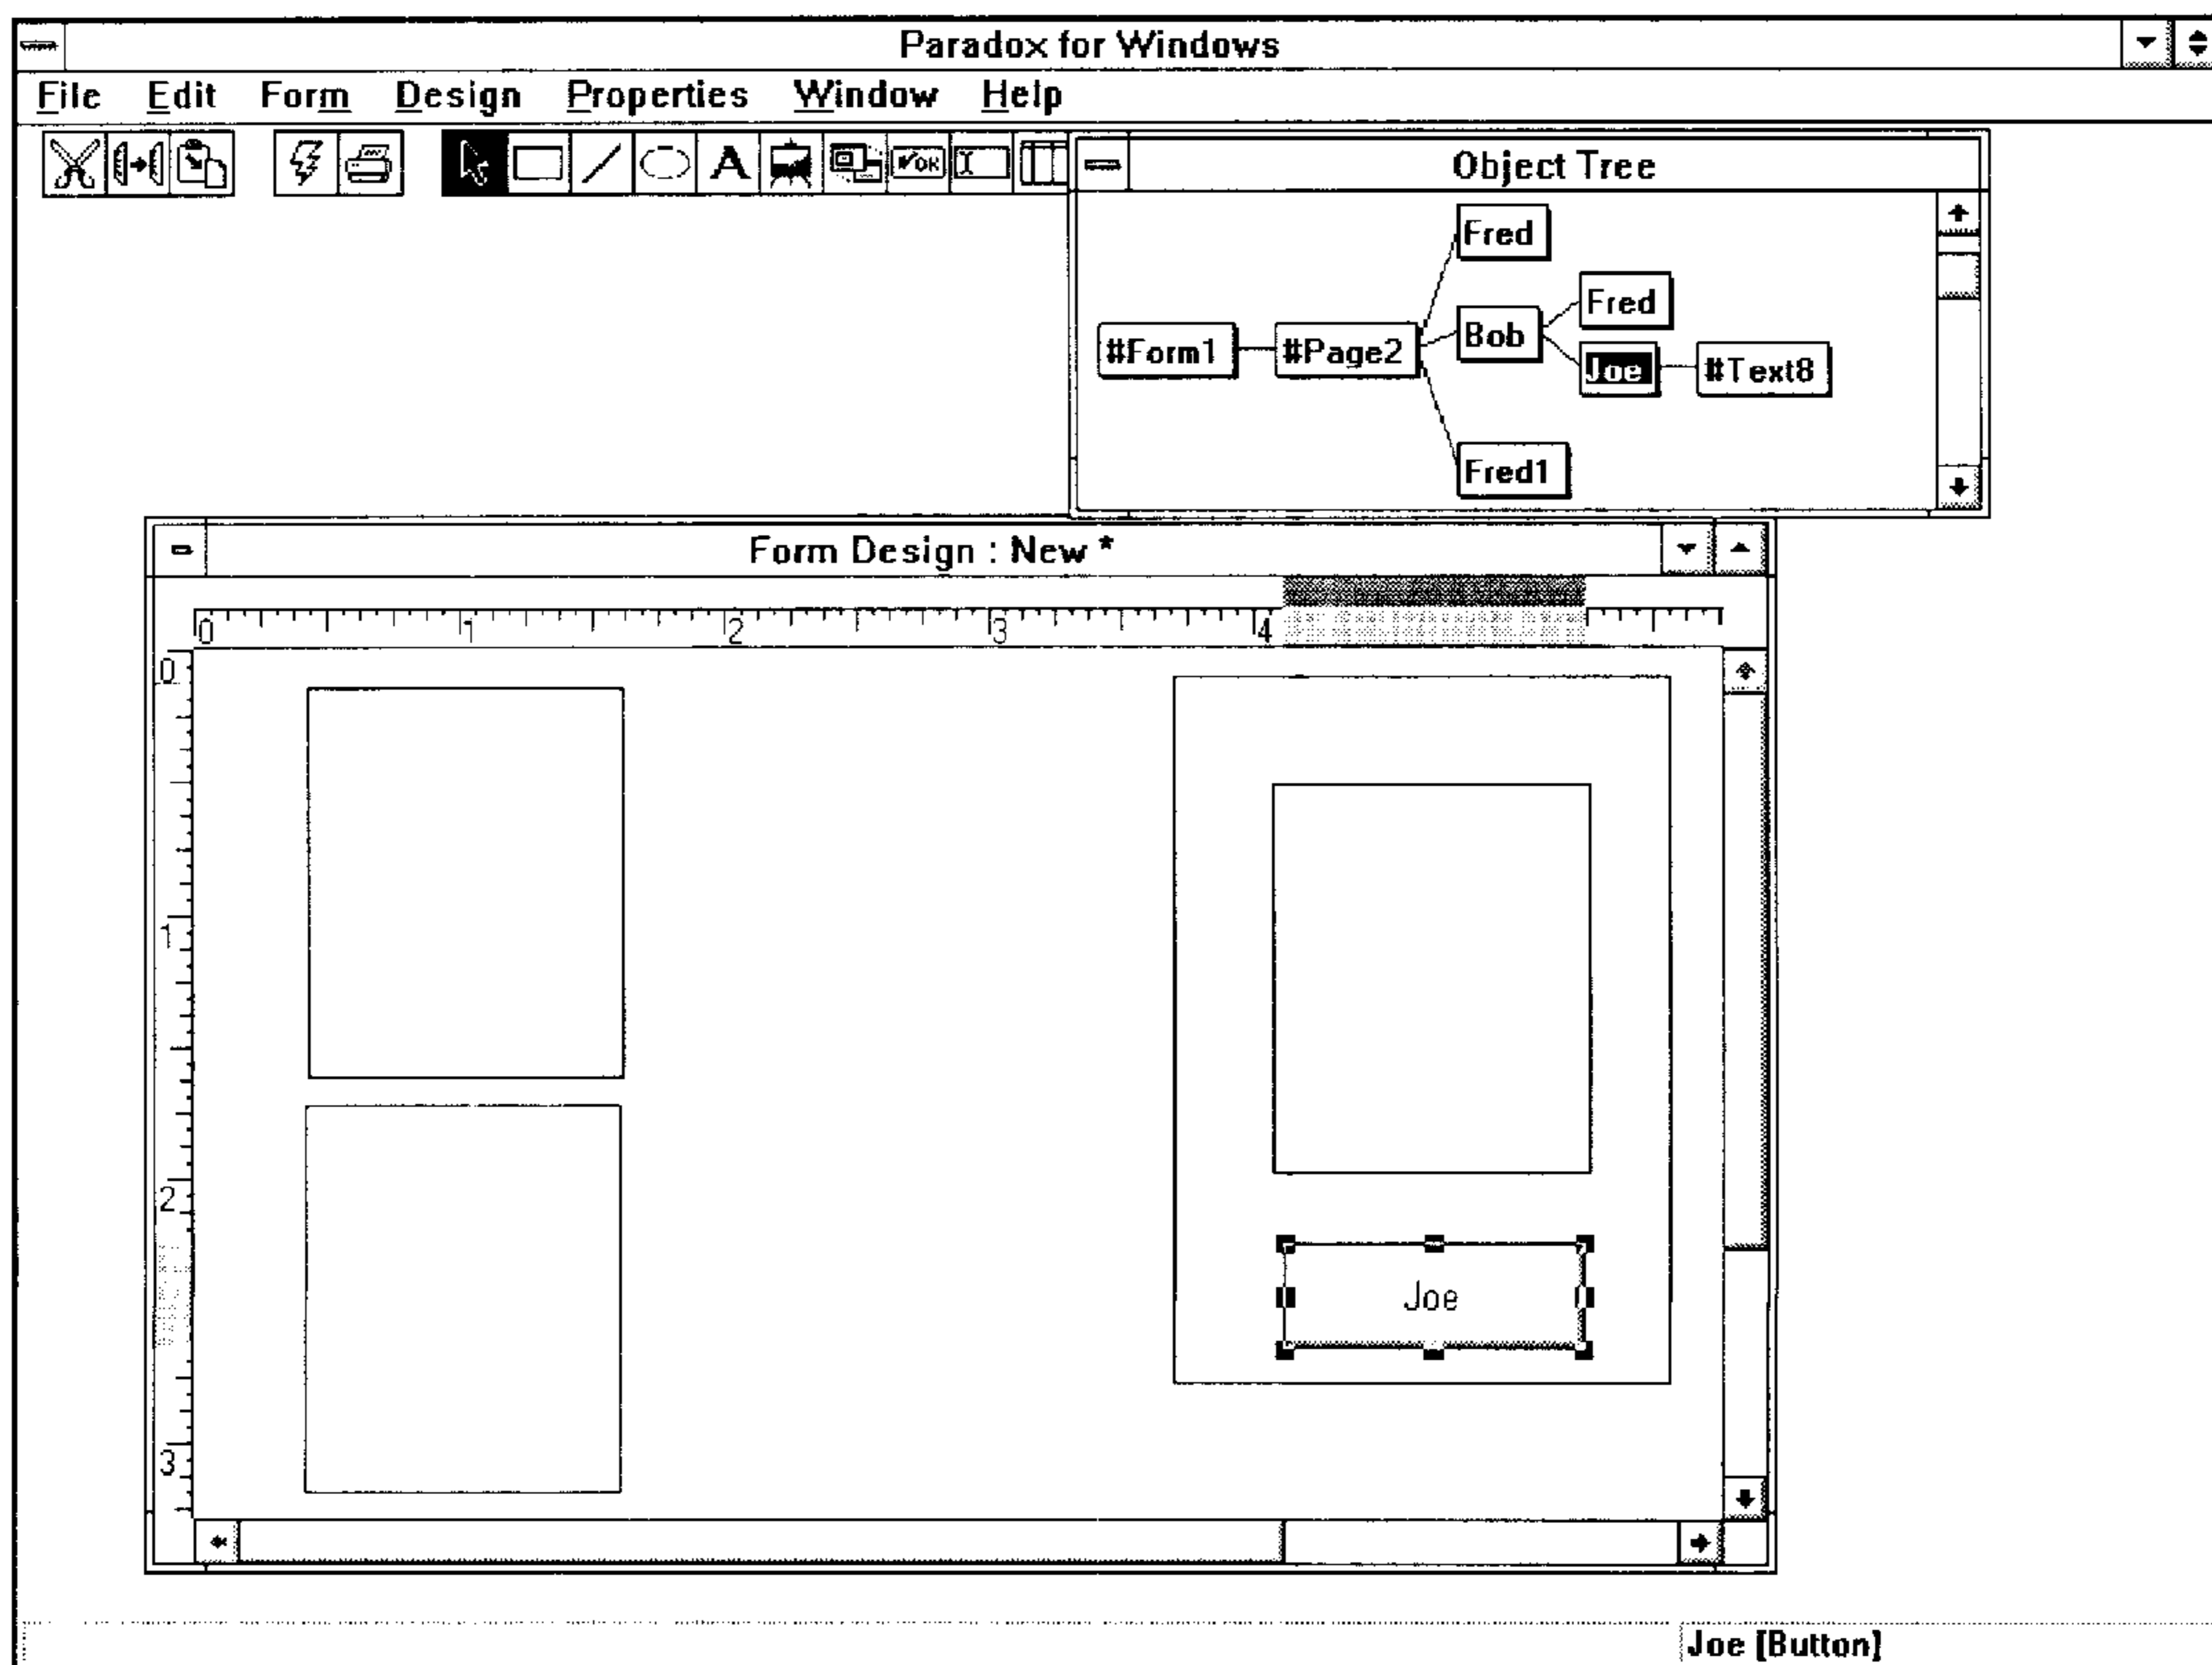 Paradox for Windows
File Edit Form Design Properties Window Help
A OK I
Object Tree
Fred
Fred
#Form1 #Page2 Bob
Joe #Text8
Fred1
Form Design : New *
0 1 2 3 4
0
1
2
3
Joe
Joe [Button]